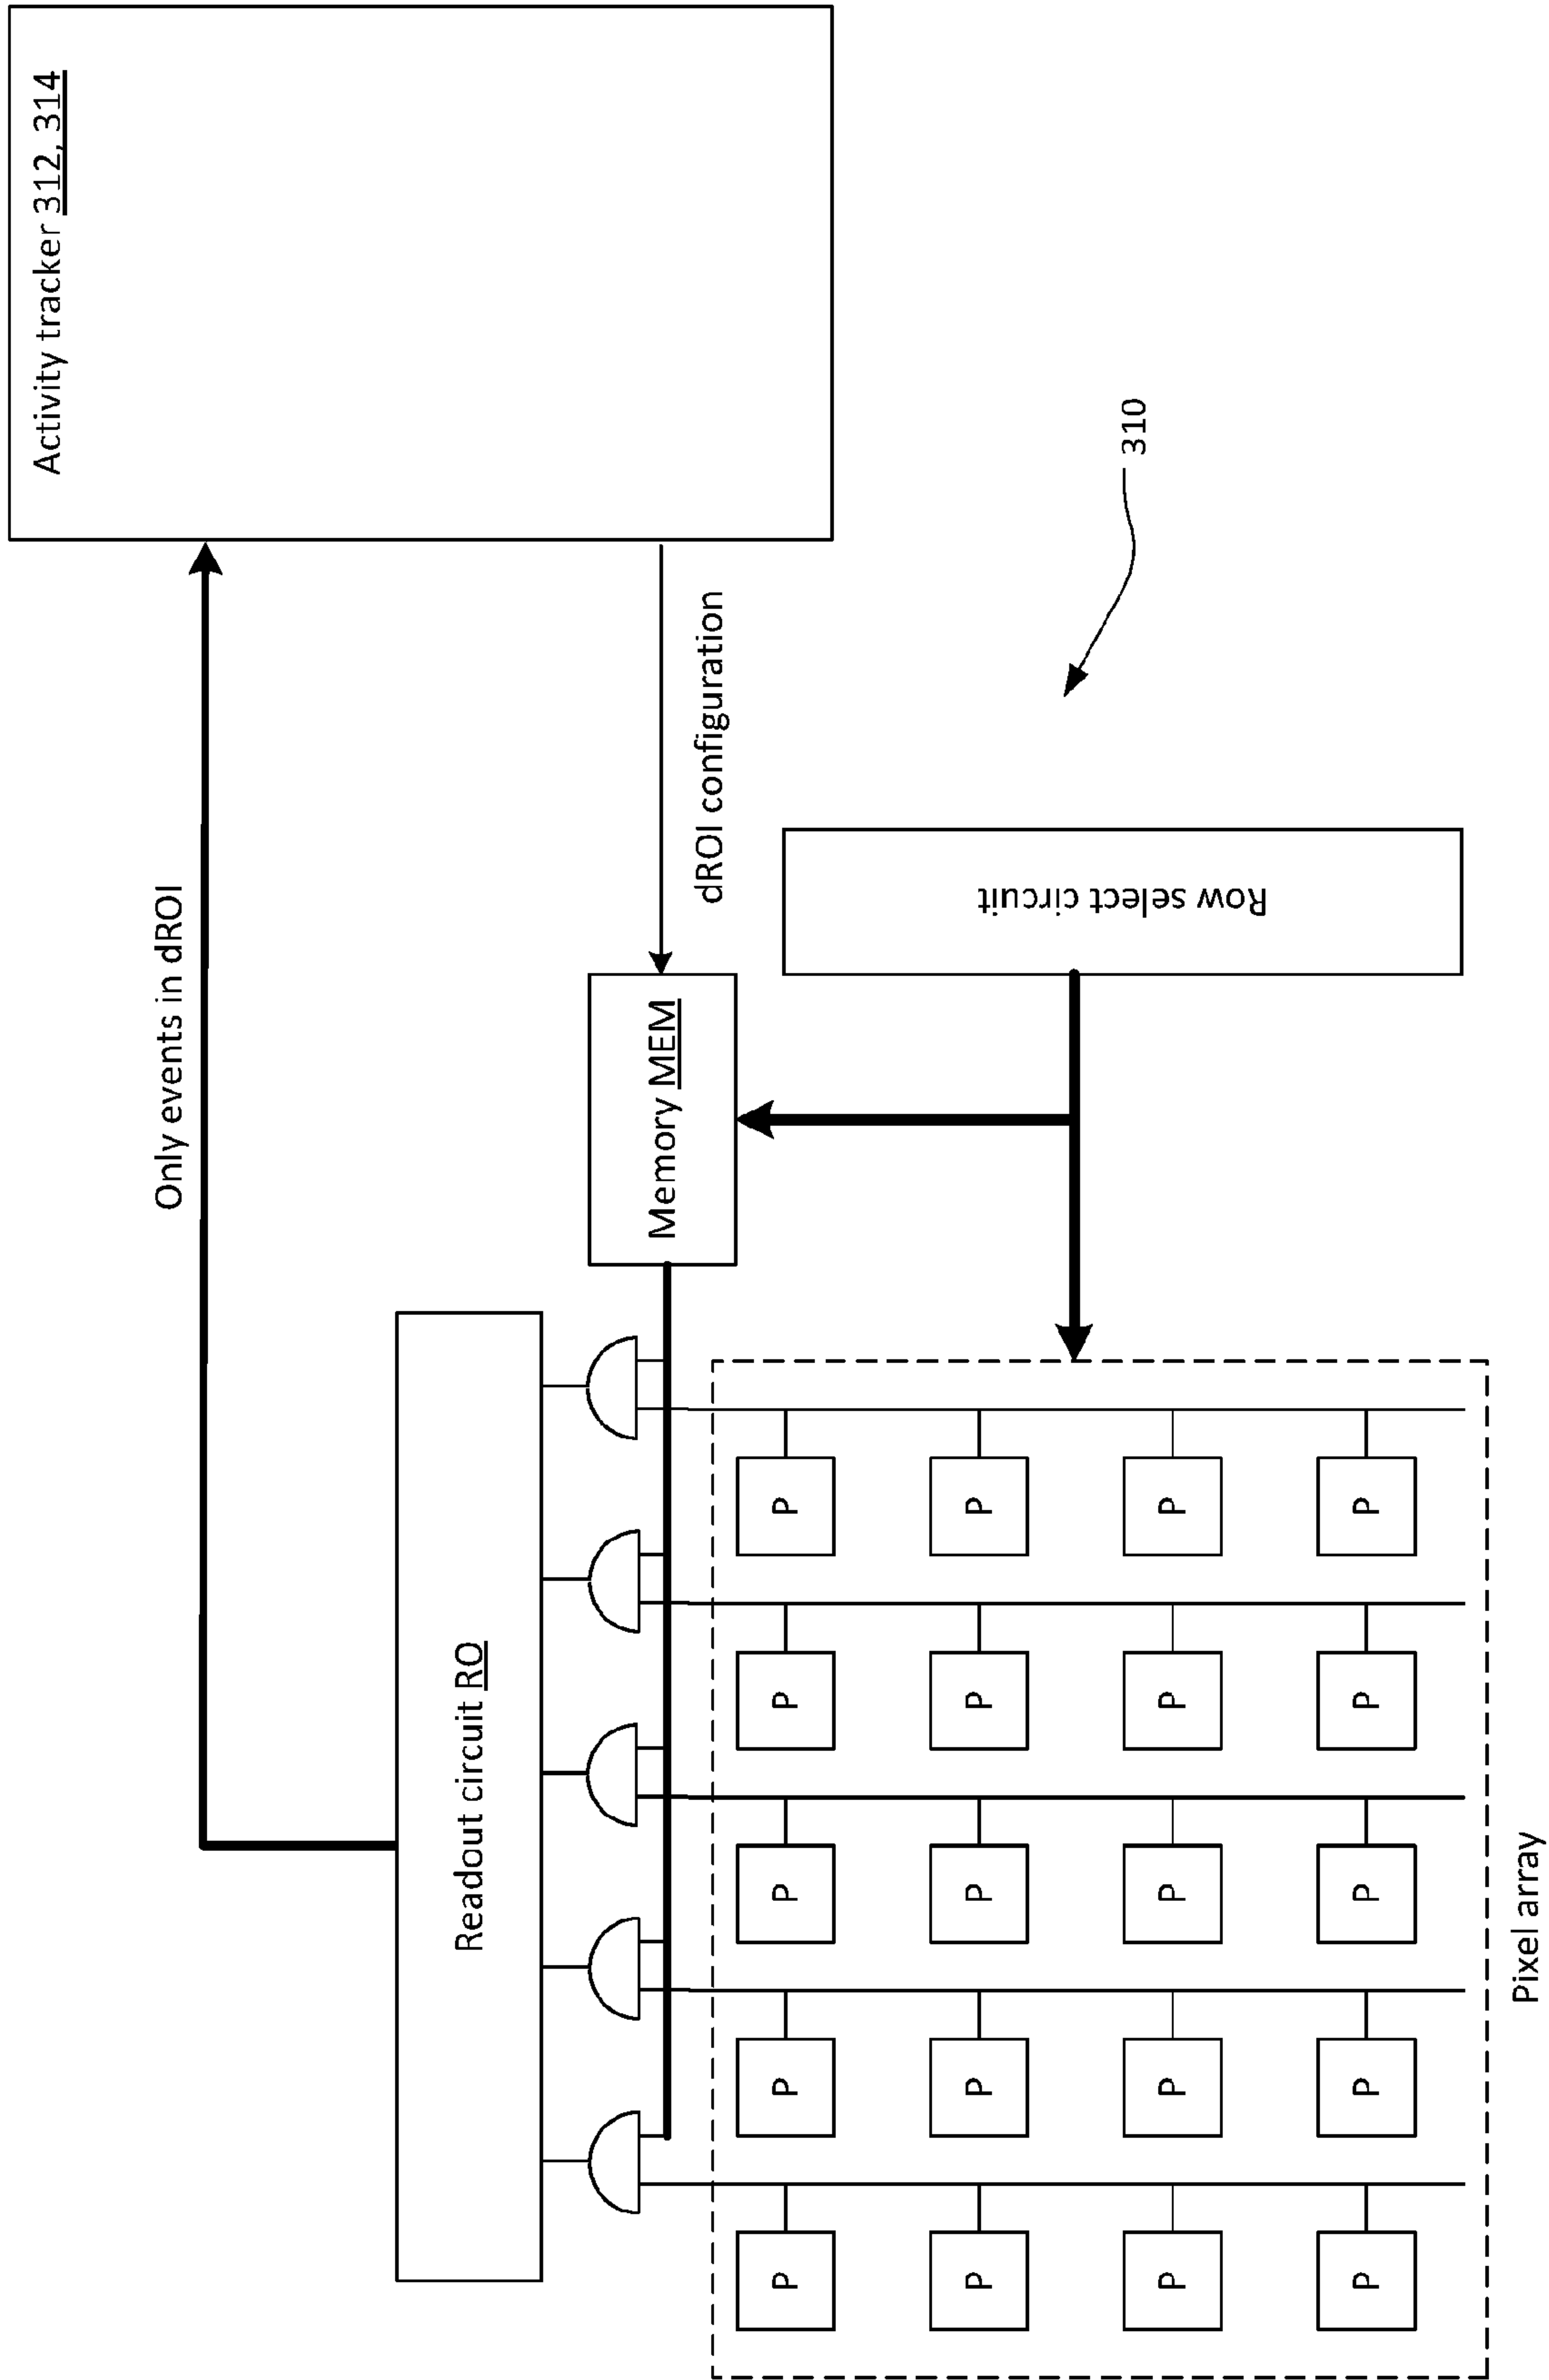 Activity tracker 312, 314
Only events in dROI
dROI configuration
Readout circuit RO
Memory MEM
Row select circuit
310
P P P P P
P P P P P
P P P P P
P P P P P
Pixel array